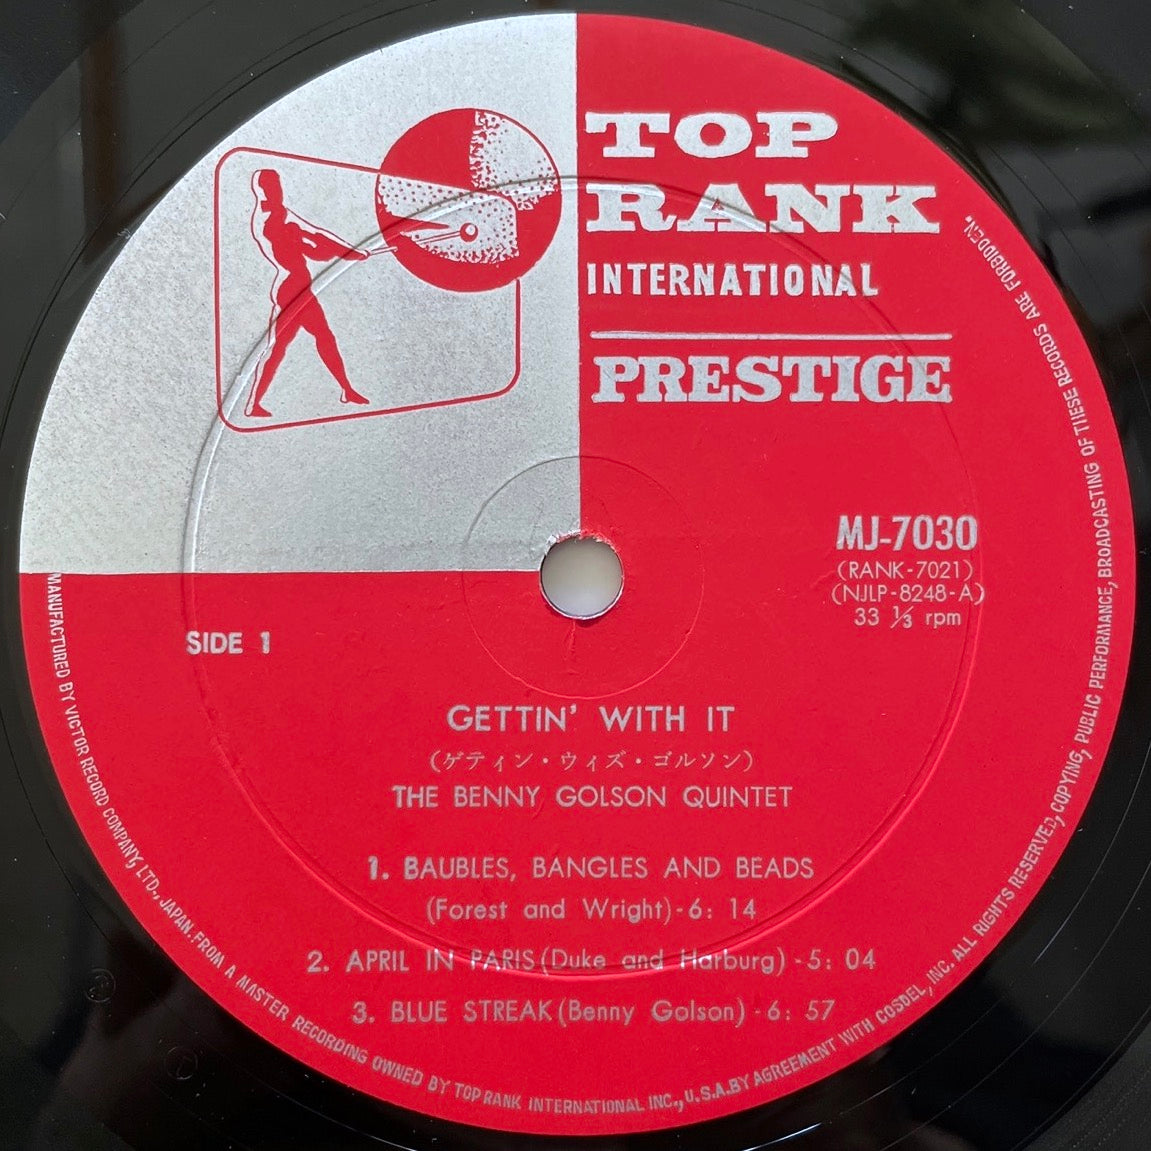 TOP
RANK
INTERNATIONAL
PRESTIGE
MJ-7030
(RANK-7021)
(NJLP-8248-A)
33 ⅓ rpm
SIDE 1
GETTIN' WITH IT
(ゲティン・ウィズ・ゴルソン)
THE BENNY GOLSON QUINTET
1. BAUBLES, BANGLES AND BEADS
(Forest and Wright)-6: 14
2. APRIL IN PARIS(Duke and Harburg)-5: 04
3. BLUE STREAK(Benny Golson)-6: 57
MANUFACTURED BY VICTOR RECORD COMPANY, LTD., JAPAN. FROM A MASTER RECORDING OWNED BY TOP RANK INTERNATIONAL INC., U.S.A. BY AGREEMENT WITH COSDEL, INC. ALL RIGHTS RESERVED, COPYING, PUBLIC PERFORMANCE, BROADCASTING OF THESE RECORDS ARE FORBIDDEN.